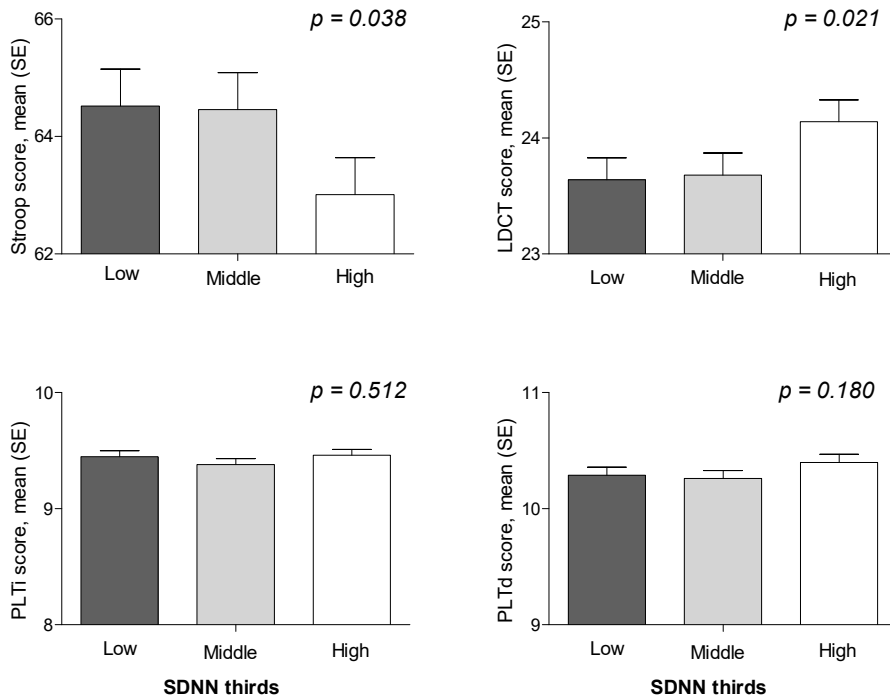 Stroop score, mean (SE)
66
64
62
p = 0.038
Low
Middle
High
LDCT score, mean (SE)
25
24
23
p = 0.021
Low
Middle
High
PLTi score, mean (SE)
10
9
8
p = 0.512
Low
Middle
High
SDNN thirds
PLTd score, mean (SE)
11
10
9
p = 0.180
Low
Middle
High
SDNN thirds